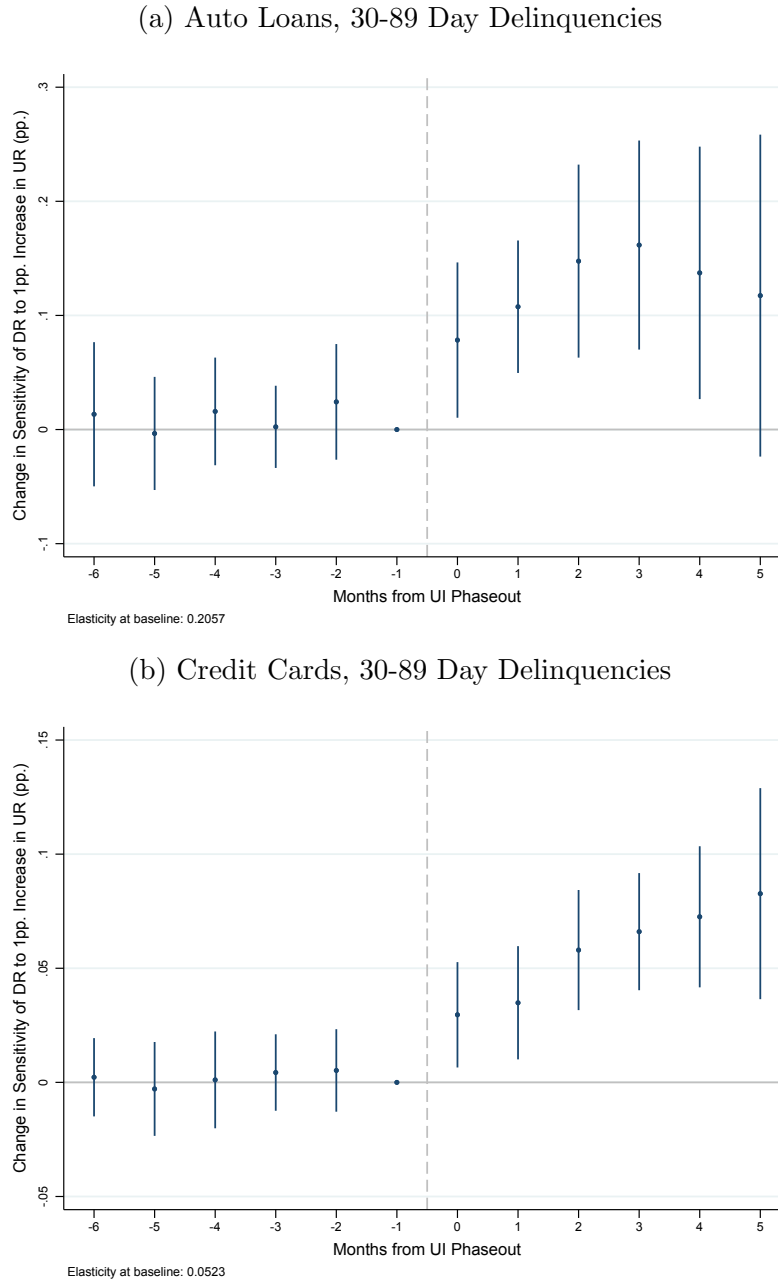 (a) Auto Loans, 30-89 Day Delinquencies
Change in Sensitivity of DR to 1pp. Increase in UR (pp.)
.3
.2
.1
0
-.1
-6 -5 -4 -3 -2 -1 0 1 2 3 4 5
Months from UI Phaseout
Elasticity at baseline: 0.2057
(b) Credit Cards, 30-89 Day Delinquencies
Change in Sensitivity of DR to 1pp. Increase in UR (pp.)
.15
.1
.05
0
-.05
-6 -5 -4 -3 -2 -1 0 1 2 3 4 5
Months from UI Phaseout
Elasticity at baseline: 0.0523